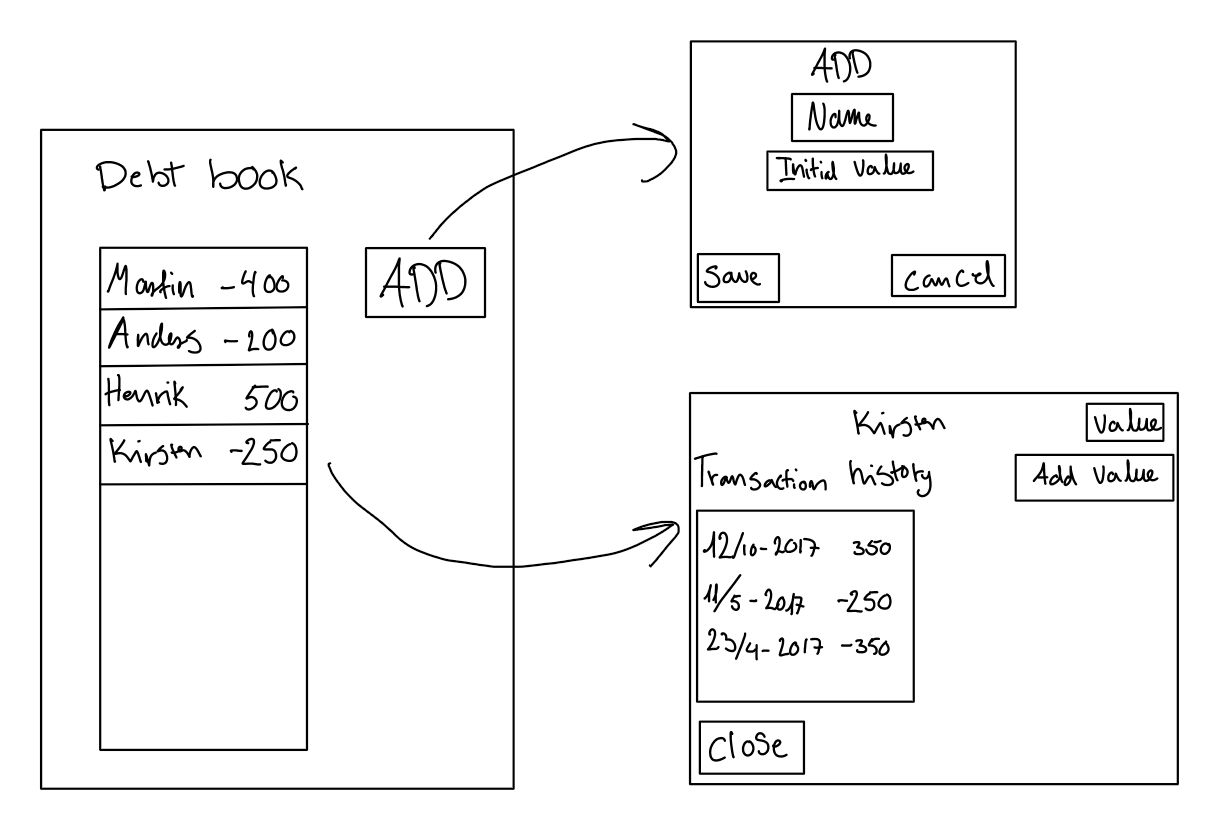 Debt book
Martin -400
Anders -200
Henrik 500
Kirsten -250
ADD
ADD
Name
Initial Value
Save
Cancel
Kirsten
Value
Transaction history
Add Value
12/10-2017 350
11/5-2017 -250
23/4-2017 -350
Close